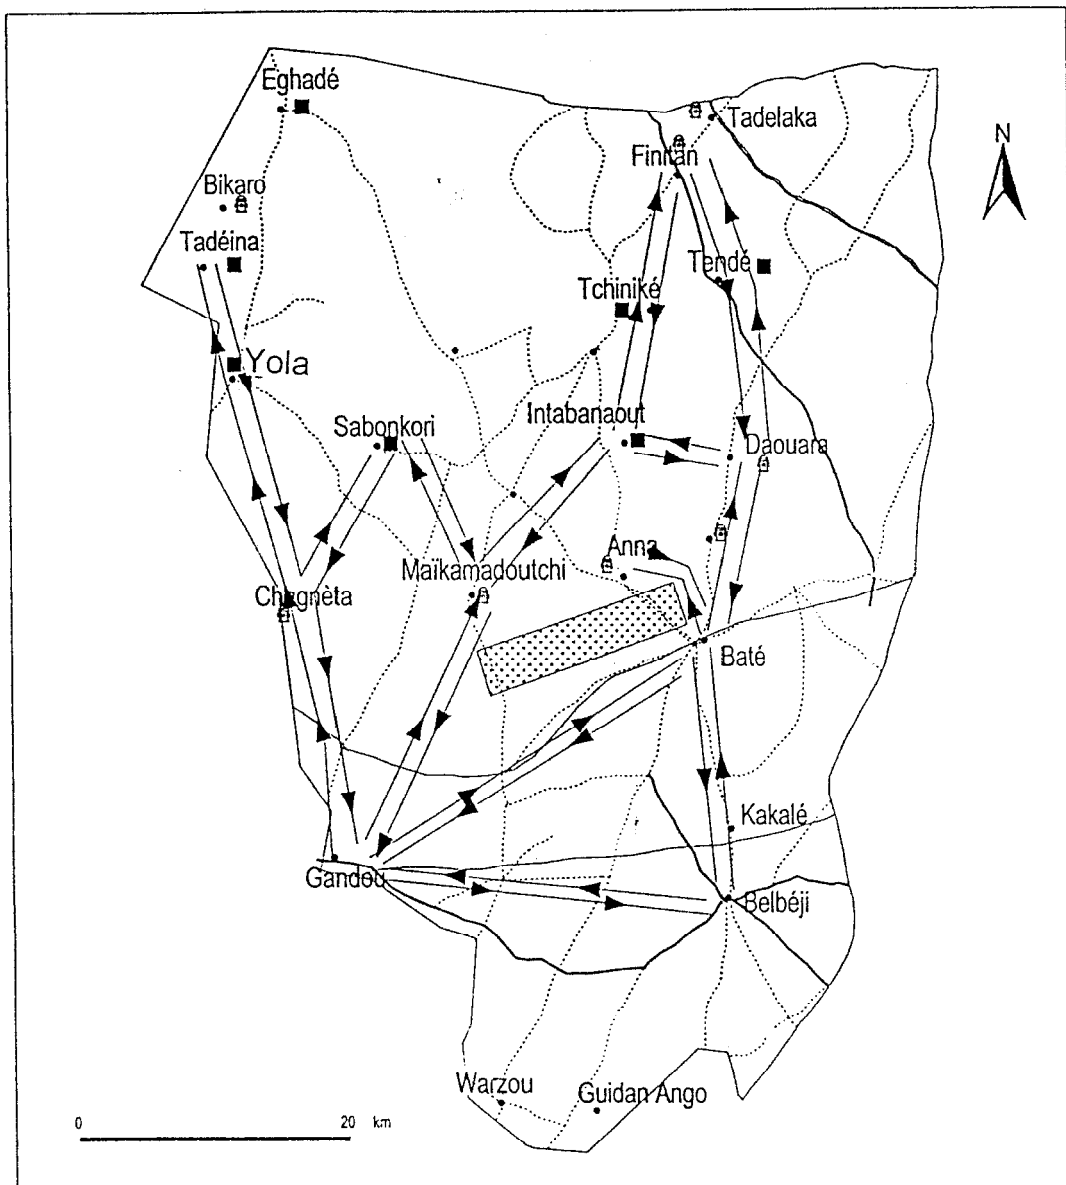 Eghadé
N
Tadelaka
Finitan
Bikaro
Tadéina
Tendé
Tchiniké
Yola
Intabanaout
Sabonkori
Daouara
Anna
Maïkamadoutchi
Chagnèta
Baté
Kakalé
Gandou
Belbéji
Warzou
Guidan Ango
0 20 km